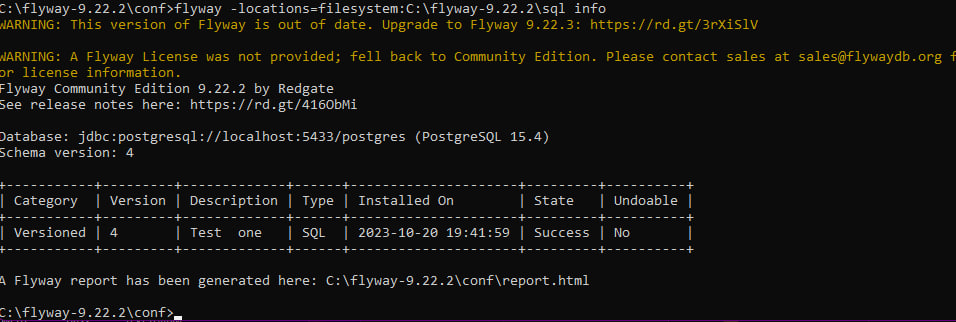 C:\flyway-9.22.2\conf>flyway -locations=filesystem:C:\flyway-9.22.2\sql info
WARNING: This version of Flyway is out of date. Upgrade to Flyway 9.22.3: https://rd.gt/3rXiSlV
WARNING: A Flyway License was not provided; fell back to Community Edition. Please contact sales at sales@flywaydb.org f
or license information.
Flyway Community Edition 9.22.2 by Redgate
See release notes here: https://rd.gt/416ObMi
Database: jdbc:postgresql://localhost:5433/postgres (PostgreSQL 15.4)
Schema version: 4
+-----------+---------+-------------+------+---------------------+---------+----------+
| Category  | Version | Description | Type | Installed On        | State   | Undoable |
+-----------+---------+-------------+------+---------------------+---------+----------+
| Versioned | 4       | Test  one   | SQL  | 2023-10-20 19:41:59 | Success | No       |
+-----------+---------+-------------+------+---------------------+---------+----------+
A Flyway report has been generated here: C:\flyway-9.22.2\conf\report.html
C:\flyway-9.22.2\conf>